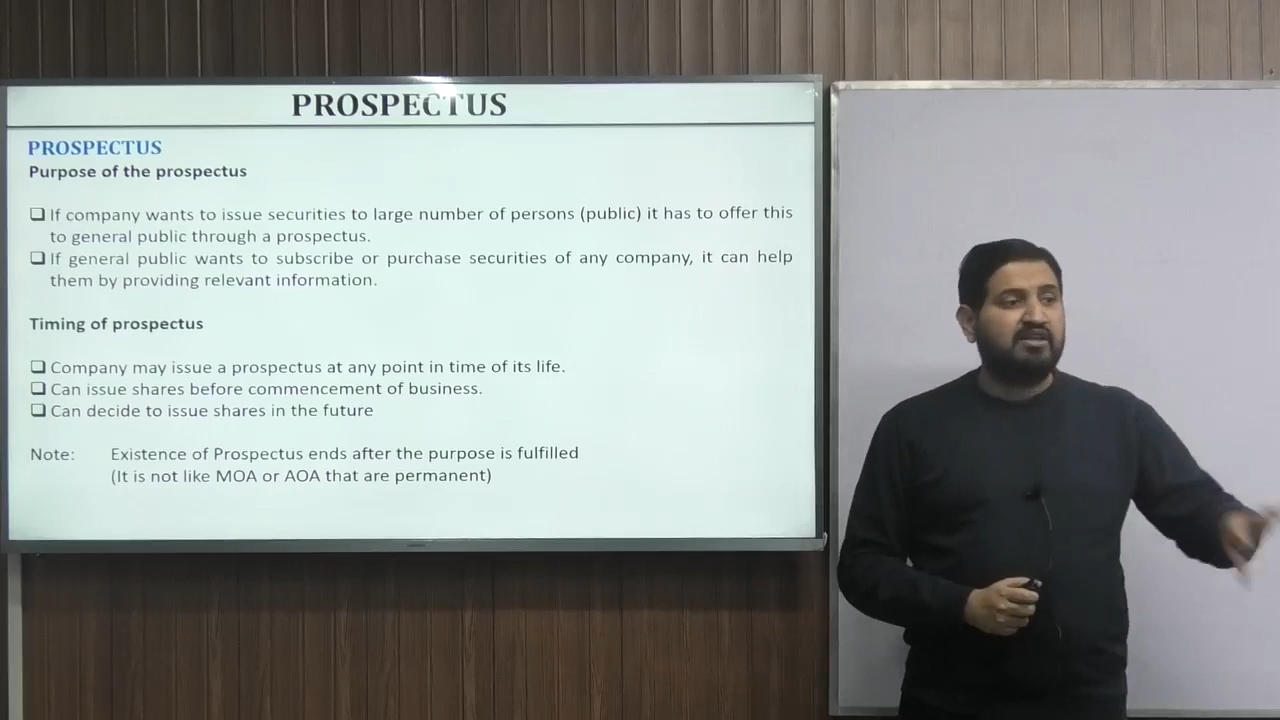 PROSPECTUS
PROSPECTUS
Purpose of the prospectus
If company wants to issue securities to large number of persons (public) it has to offer this
to general public through a prospectus.
If general public wants to subscribe or purchase securities of any company, it can help
them by providing relevant information.
Timing of prospectus
Company may issue a prospectus at any point in time of its life.
Can issue shares before commencement of business.
Can decide to issue shares in the future
Note: Existence of Prospectus ends after the purpose is fulfilled
(It is not like MOA or AOA that are permanent)